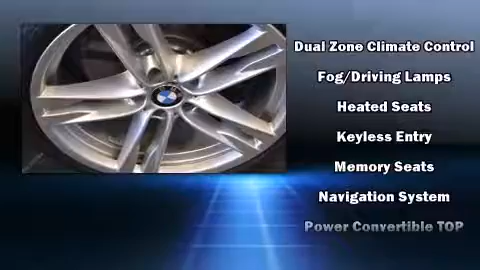 Dual Zone Climate Control
Fog/Driving Lamps
Heated Seats
Keyless Entry
Memory Seats
Navigation System
Power Convertible TOP